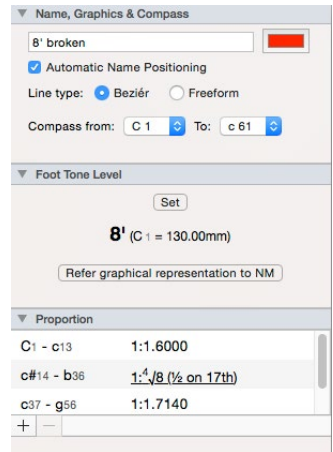 Name, Graphics & Compass
8' broken
Automatic Name Positioning
Line type: Beziér Freeform
Compass from: C 1 To: c 61
Foot Tone Level
Set
8' (C 1 = 130.00mm)
Refer graphical representation to NM
Proportion
C1 - c13 1:1.6000
c#14 - b36 1:⁴√8 (½ on 17th)
c37 - g56 1:1.7140
+ −